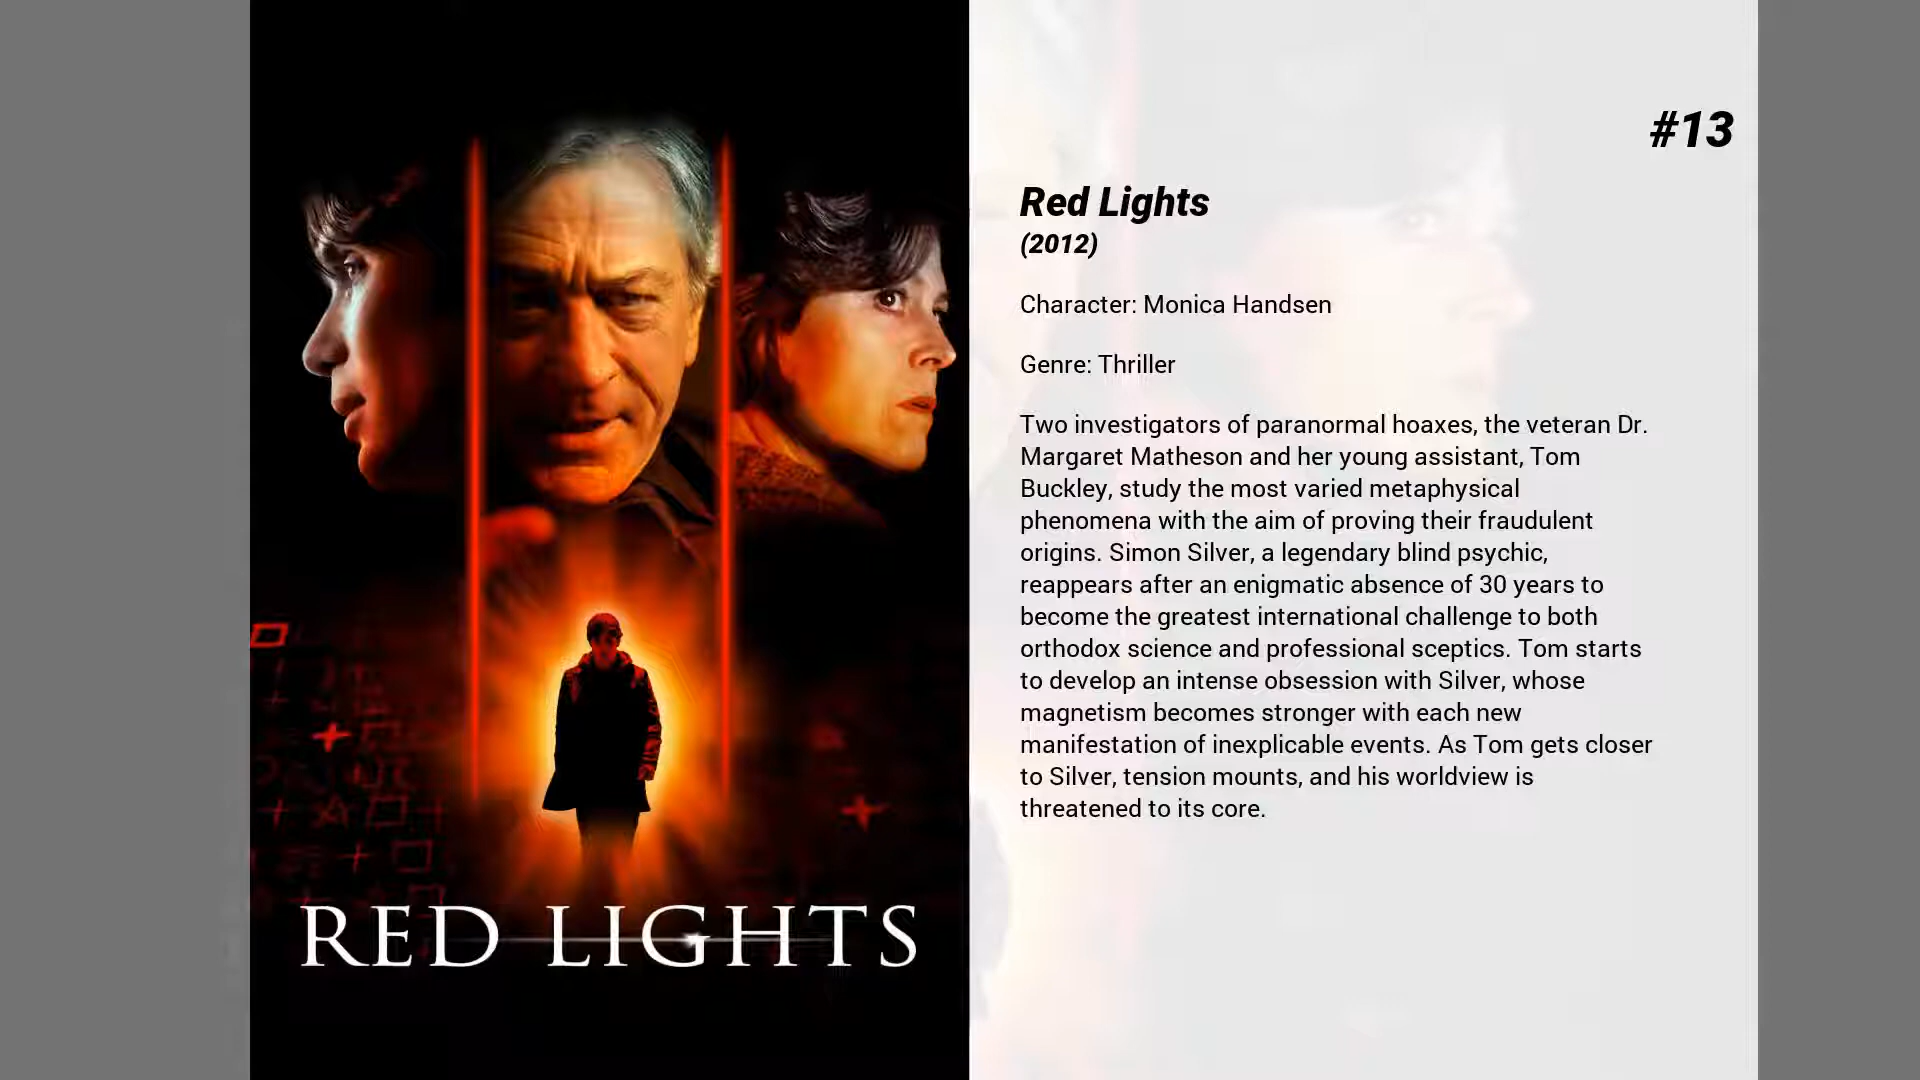 #13
Red Lights
(2012)
Character: Monica Handsen
Genre: Thriller
Two investigators of paranormal hoaxes, the veteran Dr.
Margaret Matheson and her young assistant, Tom
Buckley, study the most varied metaphysical
phenomena with the aim of proving their fraudulent
origins. Simon Silver, a legendary blind psychic,
reappears after an enigmatic absence of 30 years to
become the greatest international challenge to both
orthodox science and professional sceptics. Tom starts
to develop an intense obsession with Silver, whose
magnetism becomes stronger with each new
manifestation of inexplicable events. As Tom gets closer
to Silver, tension mounts, and his worldview is
threatened to its core.
RED LIGHTS